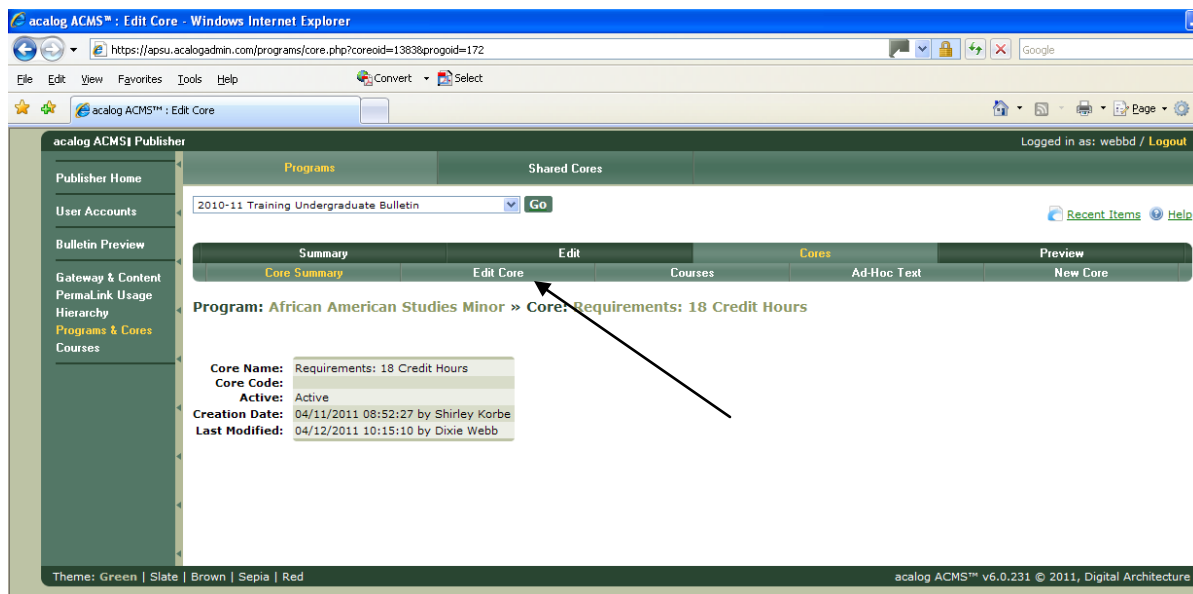 acalog ACMS™ : Edit Core - Windows Internet Explorer
https://apsu.acalogadmin.com/programs/core.php?coreoid=1383&progoid=172
Google
File Edit View Favorites Tools Help Convert Select
acalog ACMS™ : Edit Core
Page
acalog ACMS™ Publisher Logged in as: webbd / Logout
Programs Shared Cores
Publisher Home
User Accounts
Bulletin Preview
Gateway & Content
PermaLink Usage
Hierarchy
Programs & Cores
Courses
2010-11 Training Undergraduate Bulletin Go
Recent Items Help
Summary Edit Cores Preview
Core Summary Edit Core Courses Ad-Hoc Text New Core
Program: African American Studies Minor » Core: Requirements: 18 Credit Hours
Core Name: Requirements: 18 Credit Hours
Core Code:
Active: Active
Creation Date: 04/11/2011 08:52:27 by Shirley Korbe
Last Modified: 04/12/2011 10:15:10 by Dixie Webb
Theme: Green | Slate | Brown | Sepia | Red acalog ACMS™ v6.0.231 © 2011, Digital Architecture